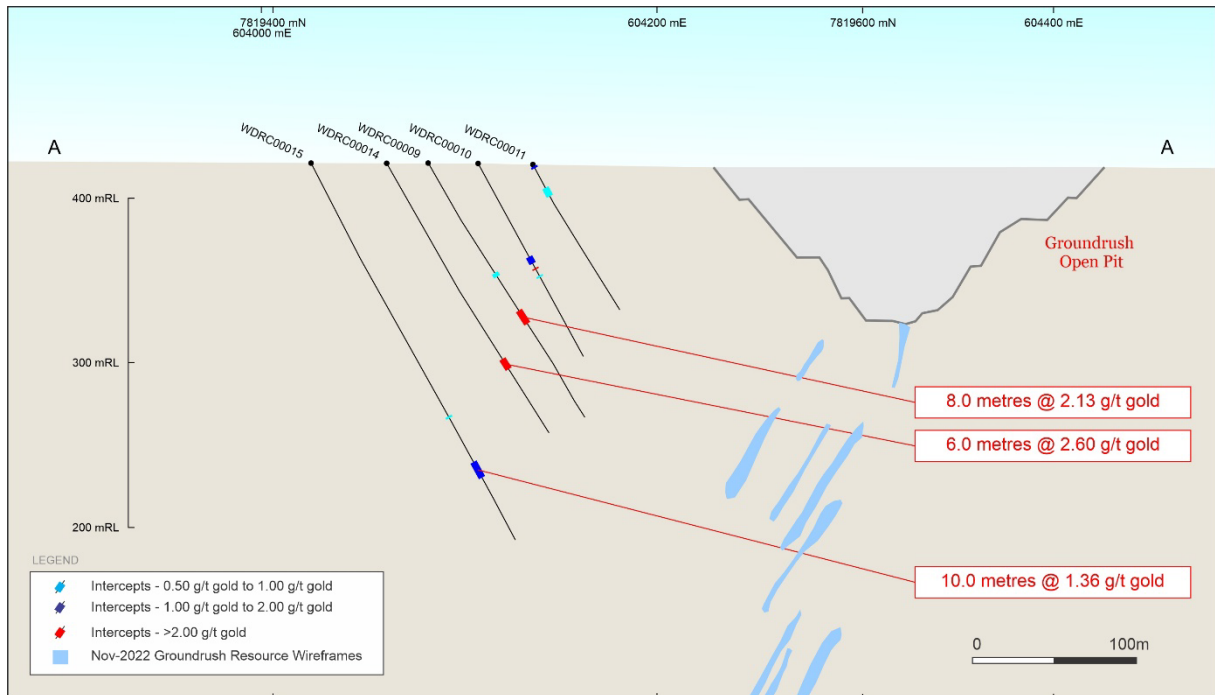 7819400 mN
604000 mE
604200 mE
7819600 mN
604400 mE
A
A
WDRC00015
WDRC00014
WDRC00009
WDRC00010
WDRC00011
400 mRL
300 mRL
200 mRL
Groundrush
Open Pit
8.0 metres @ 2.13 g/t gold
6.0 metres @ 2.60 g/t gold
10.0 metres @ 1.36 g/t gold
LEGEND
Intercepts - 0.50 g/t gold to 1.00 g/t gold
Intercepts - 1.00 g/t gold to 2.00 g/t gold
Intercepts - >2.00 g/t gold
Nov-2022 Groundrush Resource Wireframes
0 100m